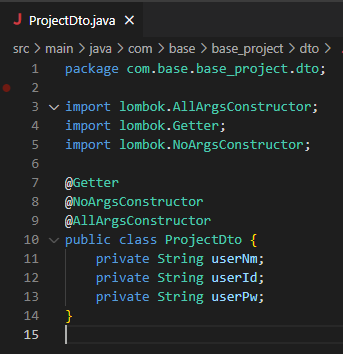 J ProjectDto.java ×
src > main > java > com > base > base_project > dto >
1 package com.base.base_project.dto;
2
3 import lombok.AllArgsConstructor;
4 import lombok.Getter;
5 import lombok.NoArgsConstructor;
6
7 @Getter
8 @NoArgsConstructor
9 @AllArgsConstructor
10 public class ProjectDto {
11 private String userNm;
12 private String userId;
13 private String userPw;
14 }
15